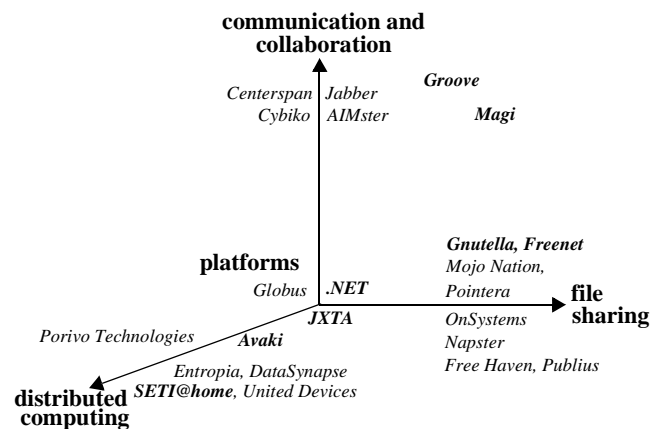 communication and
collaboration
Groove
Centerspan Jabber
Cybiko AIMster
Magi
Gnutella, Freenet
platforms
Mojo Nation,
Globus .NET
Pointera
file
sharing
JXTA
OnSystems
Porivo Technologies
Avaki
Napster
Free Haven, Publius
Entropia, DataSynapse
distributed
computing
SETI@home, United Devices